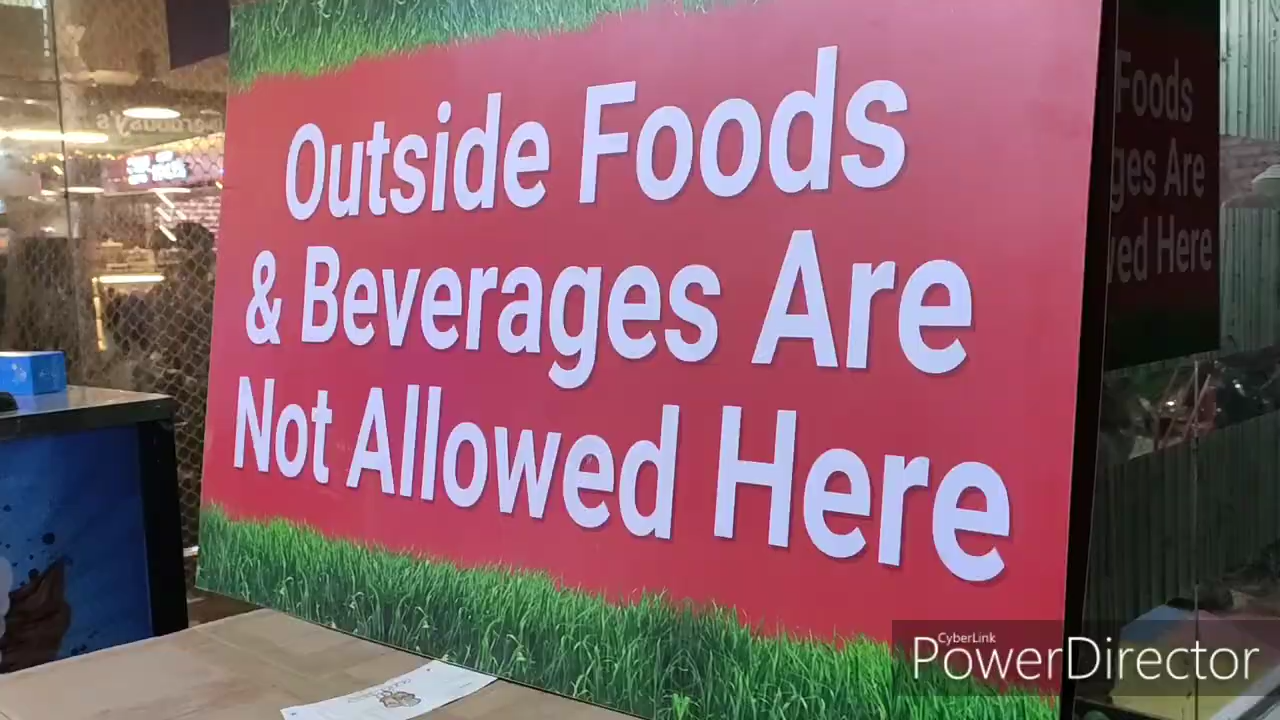 Outside Foods
& Beverages Are
Not Allowed Here
Foods
ges Are
ved Here
CyberLink
PowerDirector